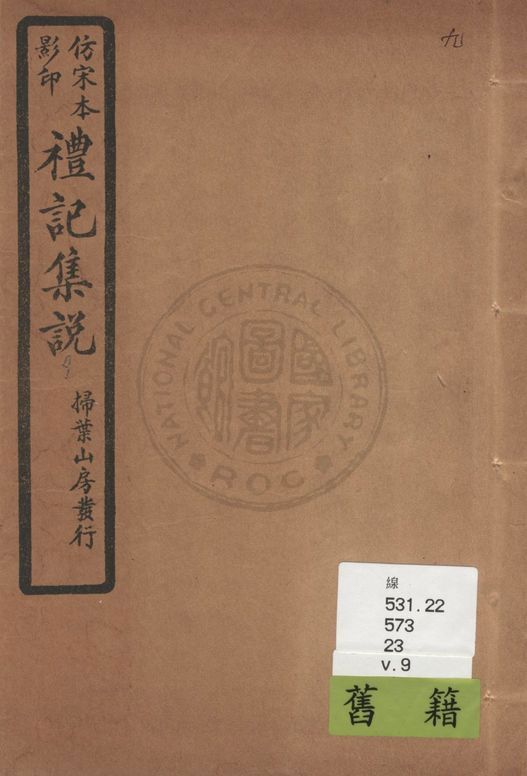 仿宋本
影印
禮記集說
掃葉山房發行
九
NATIONAL CENTRAL LIBRARY
國家圖書館
ROC
線
531.22
573
23
v.9
舊籍